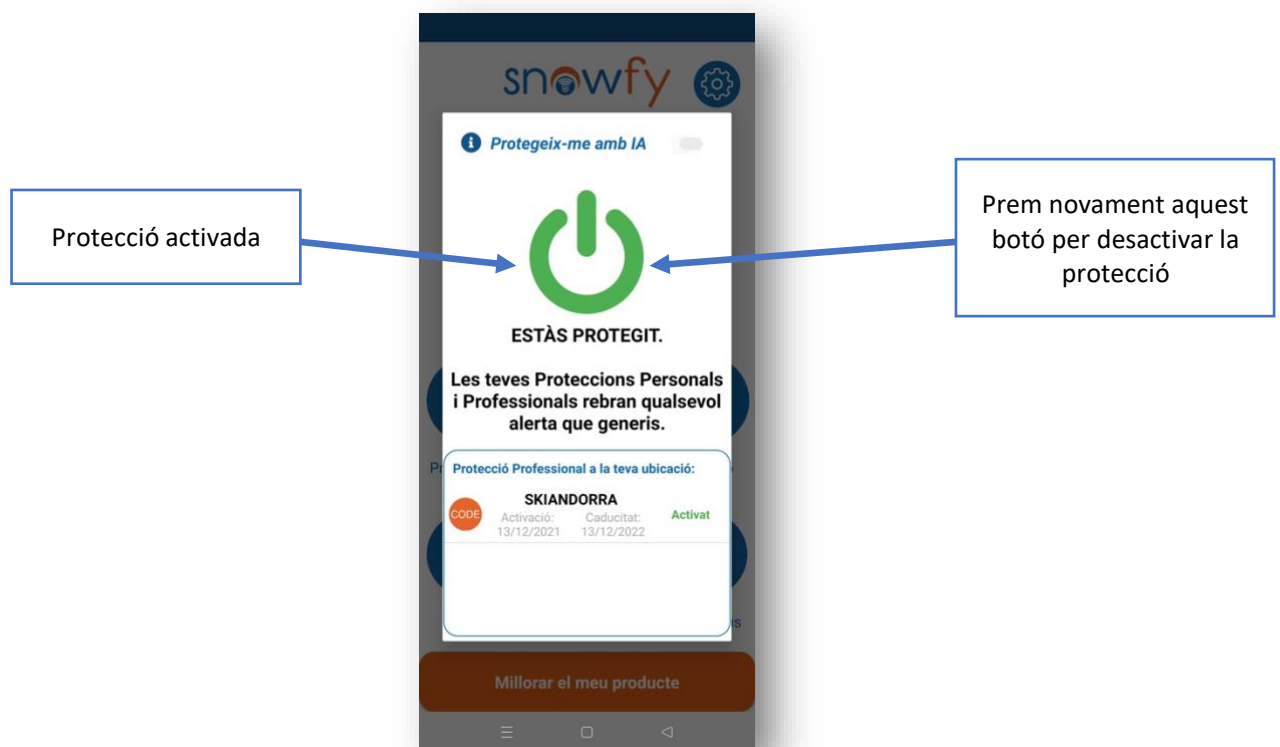 snowfy
Protegeix-me amb IA
Protecció activada
Prem novament aquest
botó per desactivar la
protecció
ESTÀS PROTEGIT.
Les teves Proteccions Personals
i Professionals rebran qualsevol
alerta que generis.
Protecció Professional a la teva ubicació:
SKIANDORRA
CODE
Activació:
Caducitat:
Activat
13/12/2021
13/12/2022
Millorar el meu producte